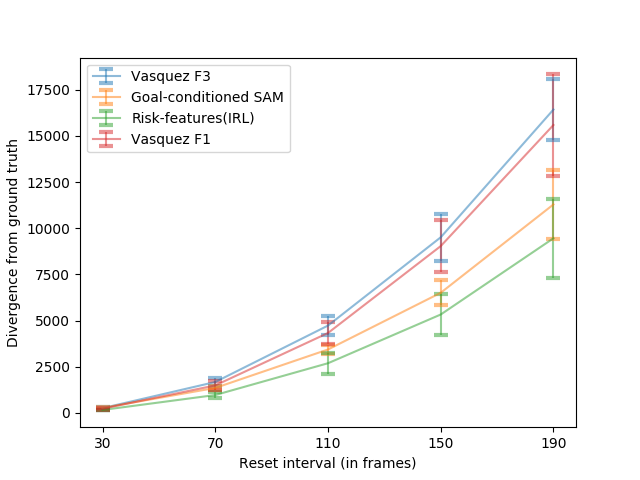 Vasquez F3
Goal-conditioned SAM
Risk-features(IRL)
Vasquez F1
17500
15000
12500
10000
7500
5000
2500
0
Divergence from ground truth
30 70 110 150 190
Reset interval (in frames)